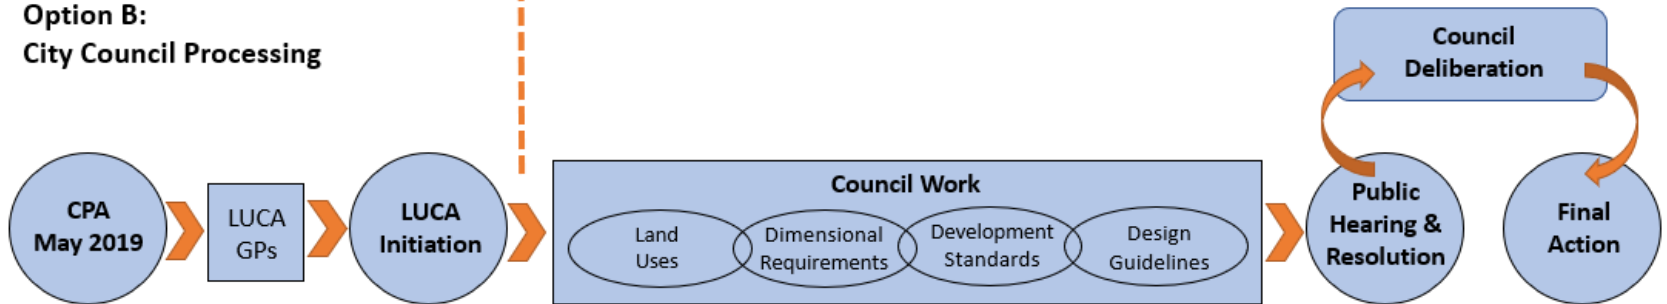 Option B:
City Council Processing
CPA
May 2019
LUCA
GPs
LUCA
Initiation
Council Work
Land
Uses
Dimensional
Requirements
Development
Standards
Design
Guidelines
Public
Hearing &
Resolution
Council
Deliberation
Final
Action